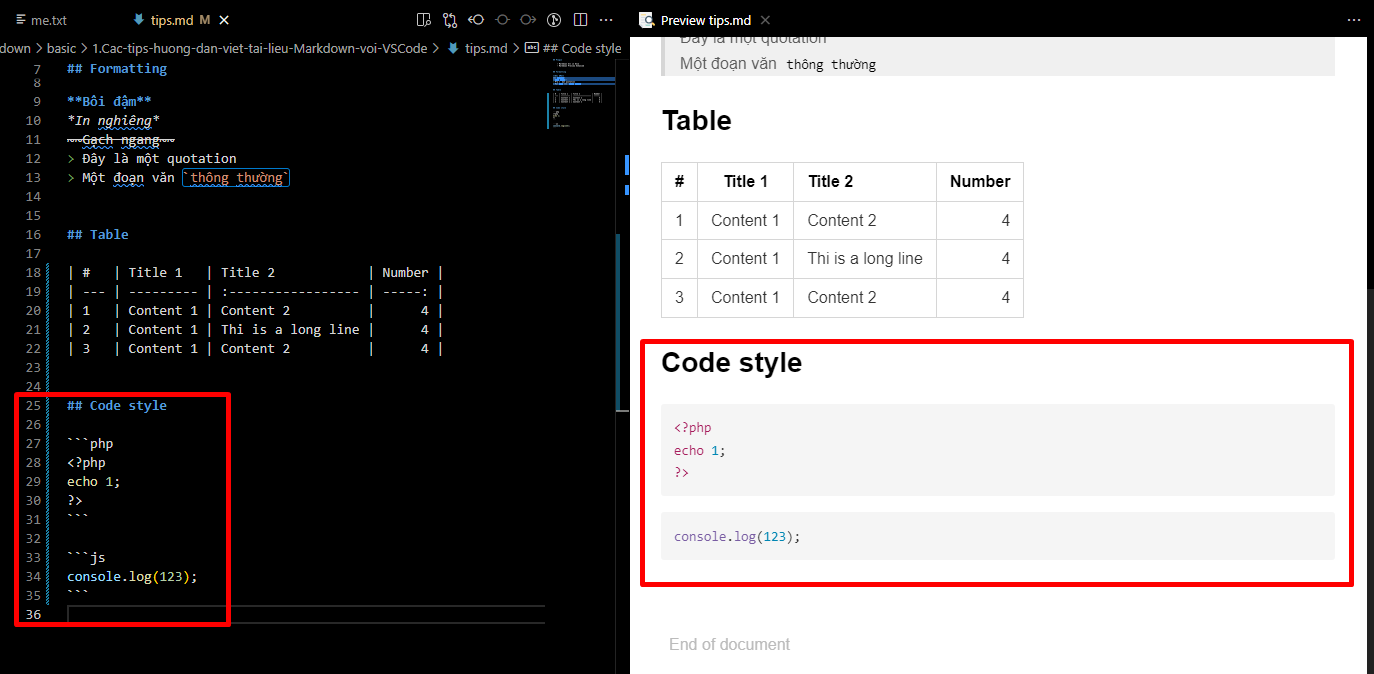 me.txt
tips.md M
down > basic > 1.Cac-tips-huong-dan-viet-tai-lieu-Markdown-voi-VSCode > tips.md > ## Code style
7 ## Formatting
8
9 **Bôi đậm**
10 *In nghiêng*
11 ~~Gạch ngang~~
12 > Đây là một quotation
13 > Một đoạn văn `thông thường`
14
15
16 ## Table
17
18 | # | Title 1 | Title 2 | Number |
19 | --- | --------- | :----------------- | -----: |
20 | 1 | Content 1 | Content 2 | 4 |
21 | 2 | Content 1 | Thi is a long line | 4 |
22 | 3 | Content 1 | Content 2 | 4 |
23
24
25 ## Code style
26
27 ```php
28 <?php
29 echo 1;
30 ?>
31 ```
32
33 ```js
34 console.log(123);
35 ```
36
Preview tips.md
Đây là một quotation
Một đoạn văn thông thường
Table
# Title 1 Title 2 Number
1 Content 1 Content 2 4
2 Content 1 Thi is a long line 4
3 Content 1 Content 2 4
Code style
<?php
echo 1;
?>
console.log(123);
End of document